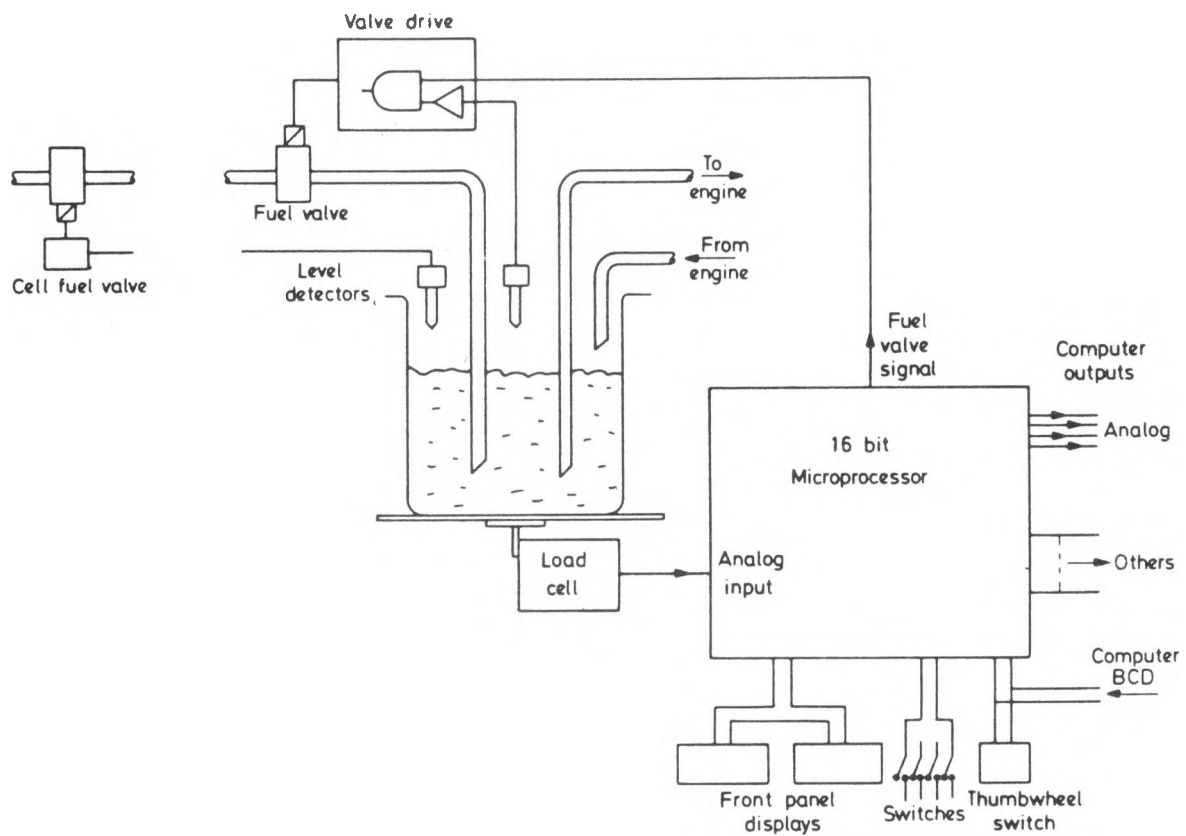 Valve drive
To
engine
Fuel valve
From
engine
Level
detectors
Cell fuel valve
Fuel
valve
signal
Computer
outputs
Analog
16 bit
Microprocessor
Load
cell
Analog
input
Others
Computer
BCD
Front panel
displays
Switches
Thumbwheel
switch